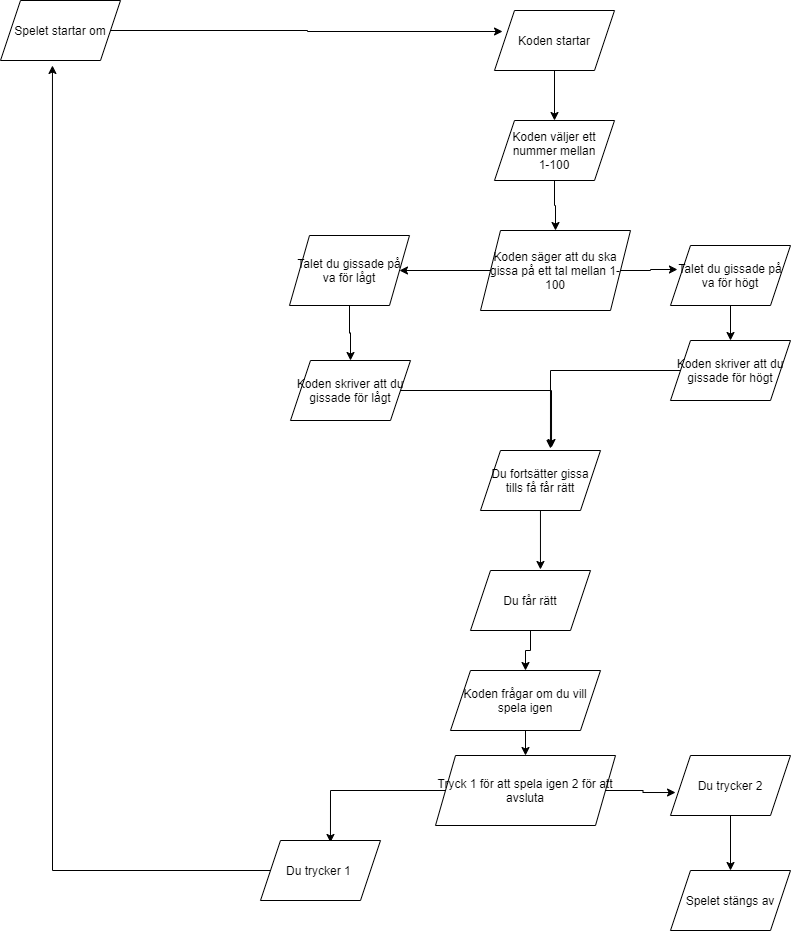 Spelet startar om
Koden startar
Koden väljer ett
nummer mellan
1-100
Koden säger att du ska
gissa på ett tal mellan 1-
100
Talet du gissade på
va för lågt
Talet du gissade på
va för högt
Koden skriver att du
gissade för lågt
Koden skriver att du
gissade för högt
Du fortsätter gissa
tills få får rätt
Du får rätt
Koden frågar om du vill
spela igen
Tryck 1 för att spela igen 2 för att
avsluta
Du trycker 2
Du trycker 1
Spelet stängs av